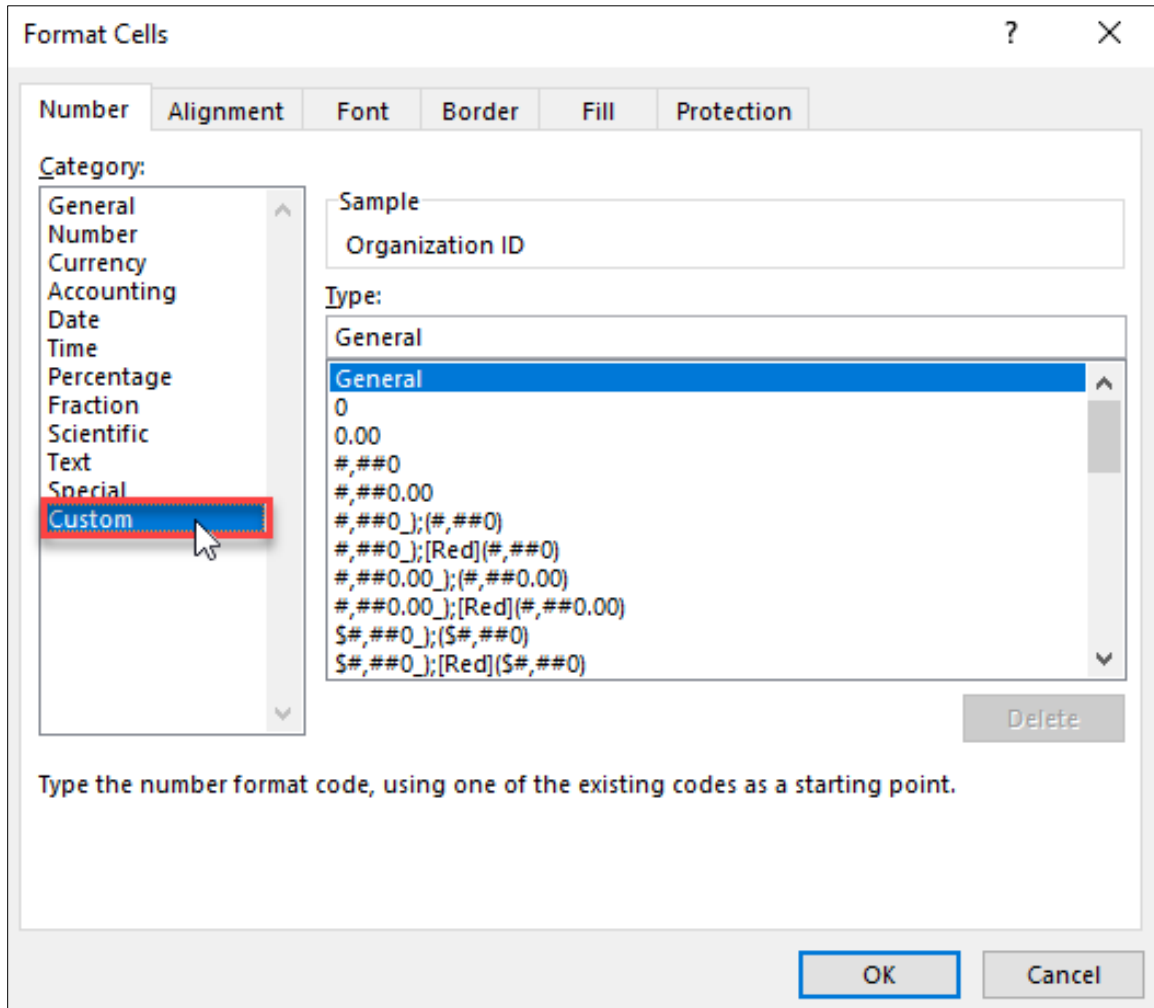 Format Cells
?
Number Alignment Font Border Fill Protection
Category:
General
Number
Currency
Accounting
Date
Time
Percentage
Fraction
Scientific
Text
Special
Custom
Sample
Organization ID
Type:
General
General
0
0.00
#,##0
#,##0.00
#,##0_);(#,##0)
#,##0_);[Red](#,##0)
#,##0.00_);(#,##0.00)
#,##0.00_);[Red](#,##0.00)
$#,##0_);($#,##0)
$#,##0_);[Red]($#,##0)
Delete
Type the number format code, using one of the existing codes as a starting point.
OK Cancel